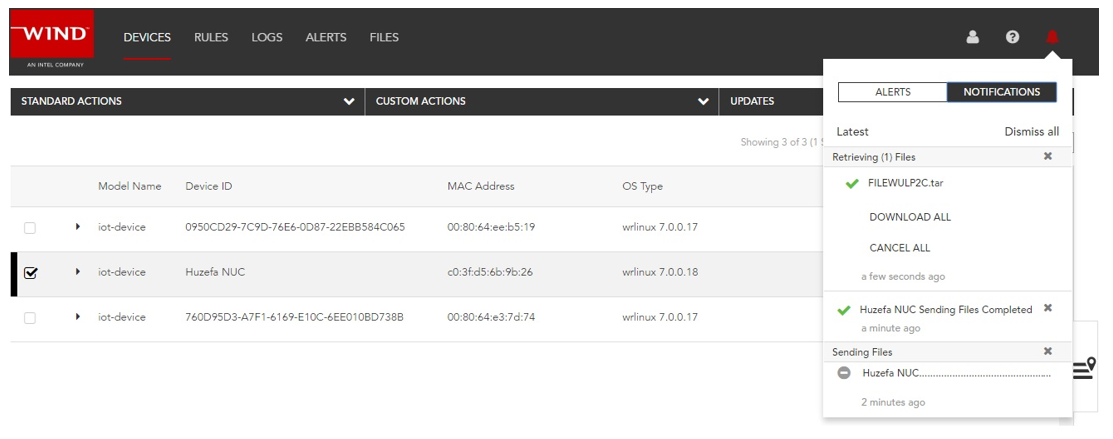 WIND
AN INTEL COMPANY
DEVICES RULES LOGS ALERTS FILES
STANDARD ACTIONS CUSTOM ACTIONS UPDATES
ALERTS NOTIFICATIONS
Showing 3 of 3 (1
Latest Dismiss all
Retrieving (1) Files
FILEWULP2C.tar
DOWNLOAD ALL
CANCEL ALL
a few seconds ago
Huzefa NUC Sending Files Completed
a minute ago
Sending Files
Huzefa NUC................................................
2 minutes ago
Model Name Device ID MAC Address OS Type
iot-device 0950CD29-7C9D-76E6-0D87-22EBB584C065 00:80:64:ee:b5:19 wrlinux 7.0.0.17
iot-device Huzefa NUC c0:3f:d5:6b:9b:26 wrlinux 7.0.0.18
iot-device 760D95D3-A7F1-6169-E10C-6EE010BD738B 00:80:64:e3:7d:74 wrlinux 7.0.0.17